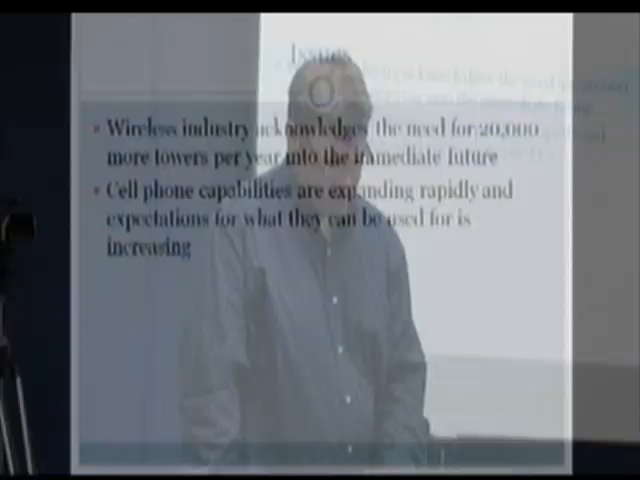 Issues
Wireless industry acknowledges the need for 20,000
more towers per year into the immediate future
Cell phone capabilities are expanding rapidly and
expectations for what they can be used for is
increasing